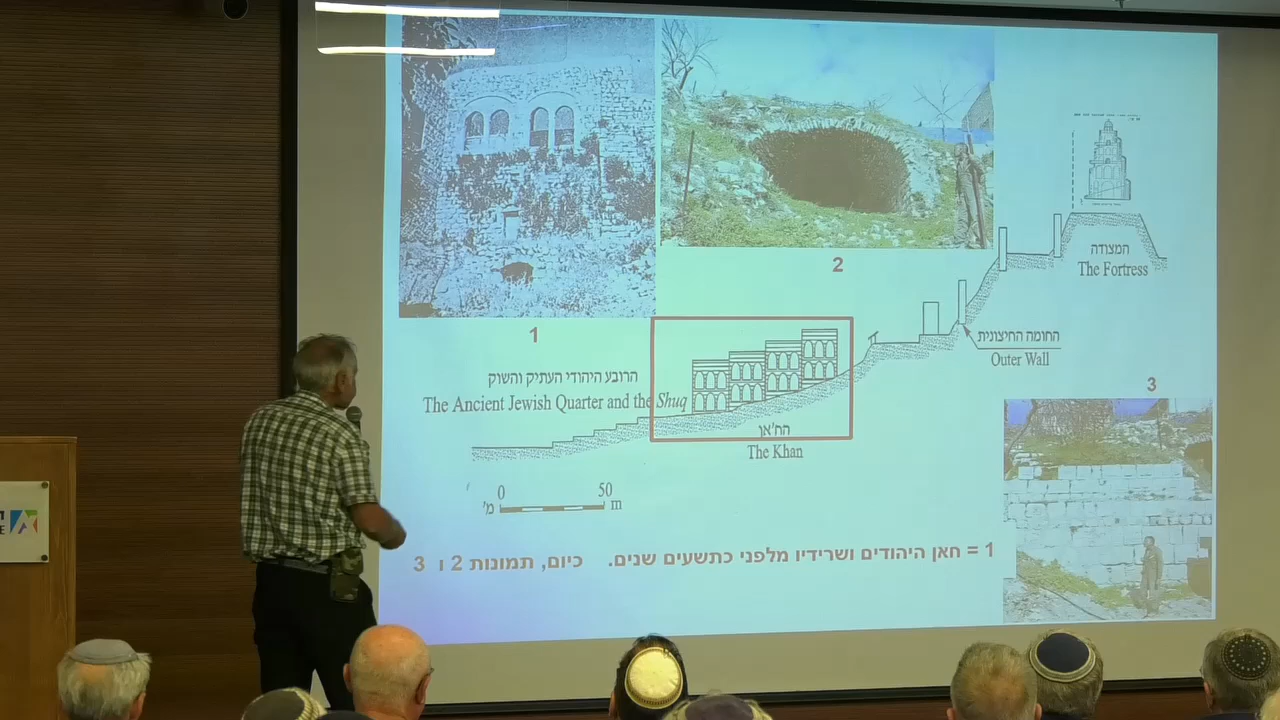 1
2
המצודה
The Fortress
החומה החיצונית
Outer Wall
3
הרובע היהודי העתיק והשוק
The Ancient Jewish Quarter and the Shuq
הח'אן
The Khan
0 50
מ' m
1 = חאן היהודים ושרידיו מלפני כתשעים שנים. כיום, תמונות 2 ו 3